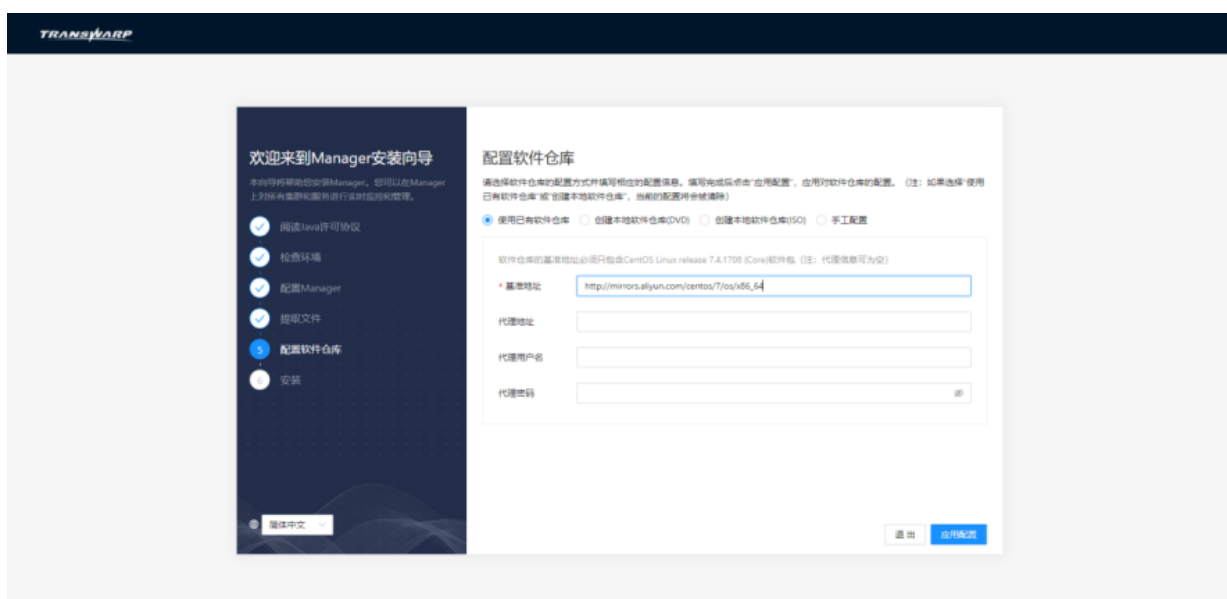 TRANSWARP
欢迎来到Manager安装向导
本向导将帮助您安装Manager，您可以在Manager
上对所有集群和服务进行实时监控和管理。
阅读Java许可协议
检查环境
配置Manager
提取文件
5 配置软件仓库
6 安装
简体中文
配置软件仓库
请选择软件仓库的配置方式并填写相应的配置信息。填写完成后点击“应用配置”，应用对软件仓库的配置。（注：如果选择“使用
已有软件仓库”或“创建本地软件仓库”，当前的配置将会被清除）
使用已有软件仓库 创建本地软件仓库(DVD) 创建本地软件仓库(ISO) 手工配置
软件仓库的基准地址必须只包含CentOS Linux release 7.4.1708 (Core)软件包（注：代理信息可为空）
* 基准地址 http://mirrors.aliyun.com/centos/7/os/x86_64
代理地址
代理用户名
代理密码
退出 应用配置